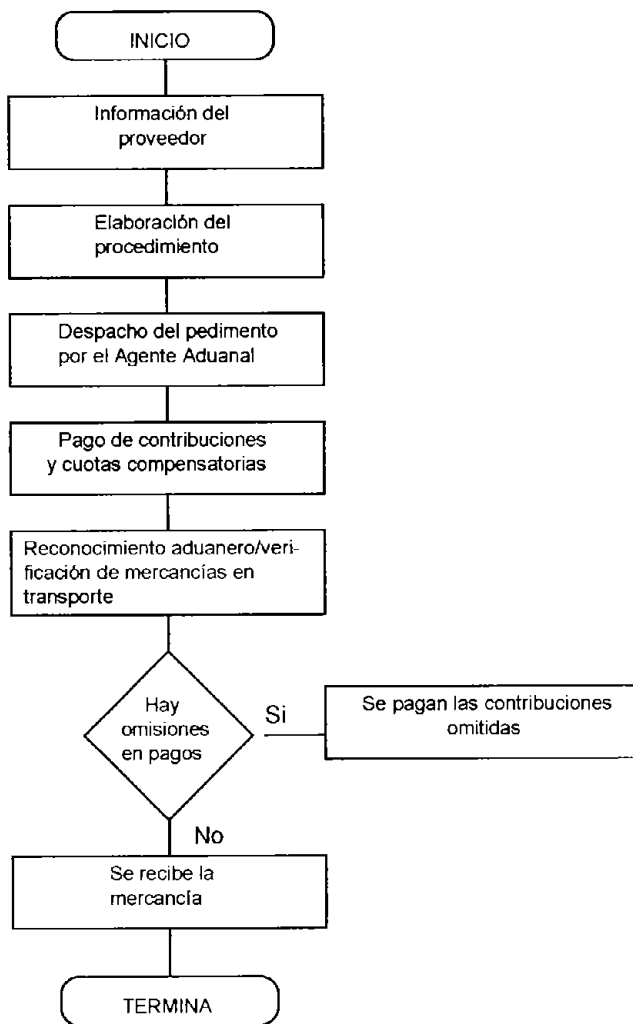 INICIO
Información del
proveedor
Elaboración del
procedimiento
Despacho del pedimento
por el Agente Aduanal
Pago de contribuciones
y cuotas compensatorias
Reconocimiento aduanero/veri-
ficación de mercancías en
transporte
Hay
omisiones
en pagos
Si
Se pagan las contribuciones
omitidas
No
Se recibe la
mercancía
TERMINA